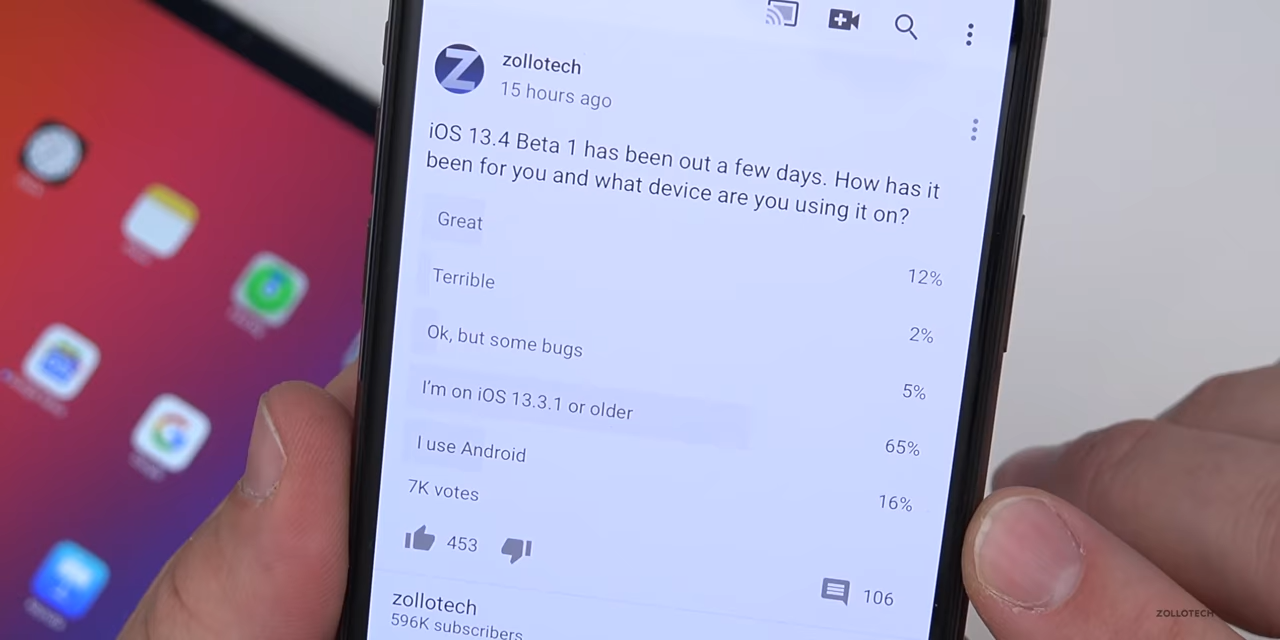 zollotech
15 hours ago
iOS 13.4 Beta 1 has been out a few days. How has it
been for you and what device are you using it on?
Great
12%
Terrible
2%
Ok, but some bugs
5%
I'm on iOS 13.3.1 or older
65%
I use Android
16%
7K votes
453
106
zollotech
596K subscribers
ZOLLOTECH